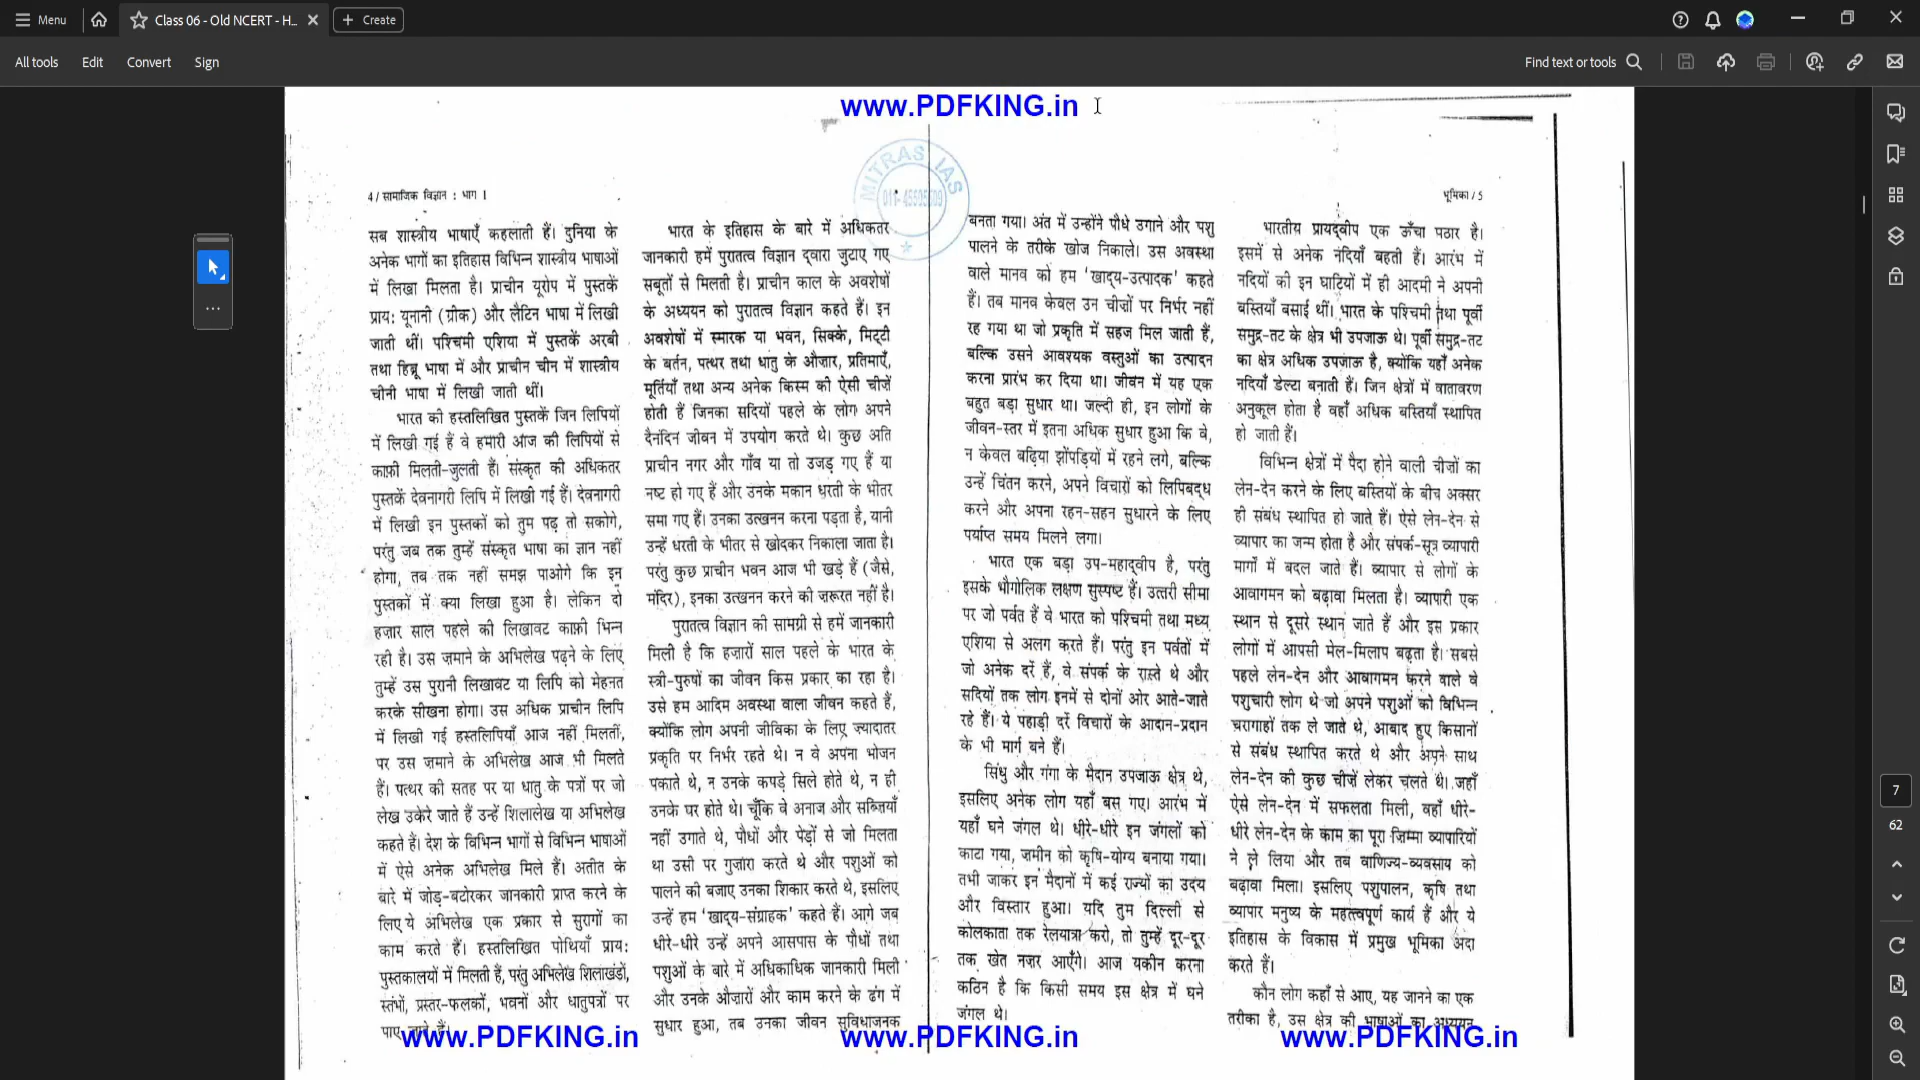 Menu
Class 06 - Old NCERT - H...
Create
All tools
Edit
Convert
Sign
Find text or tools
www.PDFKING.in
MITRAS IAS
4 / सामाजिक विज्ञान : भाग I
सब शास्त्रीय भाषाएँ कहलाती हैं। दुनिया के
अनेक भागों का इतिहास विभिन्न शास्त्रीय भाषाओं
में लिखा मिलता है। प्राचीन यूरोप में पुस्तकें
प्राय: यूनानी (ग्रीक) और लैटिन भाषा में लिखी
जाती थीं। पश्चिमी एशिया में पुस्तकें अरबी
तथा हिब्रू भाषा में और प्राचीन चीन में शास्त्रीय
चीनी भाषा में लिखी जाती थीं।
भारत की हस्तलिखित पुस्तकें जिन लिपियों
में लिखी गई हैं वे हमारी आज की लिपियों से
काफ़ी मिलती-जुलती हैं। संस्कृत की अधिकतर
पुस्तकें देवनागरी लिपि में लिखी गई हैं। देवनागरी
में लिखी इन पुस्तकों को तुम पढ़ तो सकोगे,
परंतु जब तक तुम्हें संस्कृत भाषा का ज्ञान नहीं
होगा, तब तक नहीं समझ पाओगे कि इन
पुस्तकों में क्या लिखा हुआ है। लेकिन दो
हज़ार साल पहले की लिखावट काफ़ी भिन्न
रही है। उस ज़माने के अभिलेख पढ़ने के लिए
तुम्हें उस पुरानी लिखावट या लिपि को मेहनत
करके सीखना होगा। उस अधिक प्राचीन लिपि
में लिखी गई हस्तलिपियाँ आज नहीं मिलतीं,
पर उस ज़माने के अभिलेख आज भी मिलते
हैं। पत्थर की सतह पर या धातु के पत्रों पर जो
लेख उकेरे जाते हैं उन्हें शिलालेख या अभिलेख
कहते हैं। देश के विभिन्न भागों से विभिन्न भाषाओं
में ऐसे अनेक अभिलेख मिले हैं। अतीत के
बारे में जोड़-बटोरकर जानकारी प्राप्त करने के
लिए ये अभिलेख एक प्रकार से सुरागों का
काम करते हैं। हस्तलिखित पोथियाँ प्राय:
पुस्तकालयों में मिलती हैं, परंतु अभिलेख शिलाखंडों,
स्तंभों, प्रस्तर-फलकों, भवनों और धातुपत्रों पर
पाए जाते हैं।
भारत के इतिहास के बारे में अधिकतर
जानकारी हमें पुरातत्व विज्ञान द्वारा जुटाए गए
सबूतों से मिलती है। प्राचीन काल के अवशेषों
के अध्ययन को पुरातत्व विज्ञान कहते हैं। इन
अवशेषों में स्मारक या भवन, सिक्के, मिट्टी
के बर्तन, पत्थर तथा धातु के औज़ार, प्रतिमाएँ,
मूर्तियाँ तथा अन्य अनेक किस्म की ऐसी चीज़ें
होती हैं जिनका सदियों पहले के लोग अपने
दैनंदिन जीवन में उपयोग करते थे। कुछ अति
प्राचीन नगर और गाँव या तो उजड़ गए हैं या
नष्ट हो गए हैं और उनके मकान धरती के भीतर
समा गए हैं। उनका उत्खनन करना पड़ता है, यानी
उन्हें धरती के भीतर से खोदकर निकाला जाता है।
परंतु कुछ प्राचीन भवन आज भी खड़े हैं (जैसे,
मंदिर), इनका उत्खनन करने की ज़रूरत नहीं है।
पुरातत्व विज्ञान की सामग्री से हमें जानकारी
मिली है कि हज़ारों साल पहले के भारत के
स्त्री-पुरुषों का जीवन किस प्रकार का रहा है।
उसे हम आदिम अवस्था वाला जीवन कहते हैं,
क्योंकि लोग अपनी जीविका के लिए ज़्यादातर
प्रकृति पर निर्भर रहते थे। न वे अपना भोजन
पकाते थे, न उनके कपड़े सिले होते थे, न ही
उनके घर होते थे। चूँकि वे अनाज और सब्जियाँ
नहीं उगाते थे, पौधों और पेड़ों से जो मिलता
था उसी पर गुज़ारा करते थे और पशुओं को
पालने की बजाए उनका शिकार करते थे, इसलिए
उन्हें हम 'खाद्य-संग्राहक' कहते हैं। आगे जब
धीरे-धीरे उन्हें अपने आसपास के पौधों तथा
पशुओं के बारे में अधिकाधिक जानकारी मिली
और उनके औज़ारों और काम करने के ढंग में
सुधार हुआ, तब उनका जीवन सुविधाजनक
भूमिका / 5
बनता गया। अंत में उन्होंने पौधे उगाने और पशु
पालने के तरीके खोज निकाले। उस अवस्था
वाले मानव को हम 'खाद्य-उत्पादक' कहते
हैं। तब मानव केवल उन चीज़ों पर निर्भर नहीं
रह गया था जो प्रकृति में सहज मिल जाती हैं,
बल्कि उसने आवश्यक वस्तुओं का उत्पादन
करना प्रारंभ कर दिया था। जीवन में यह एक
बहुत बड़ा सुधार था। जल्दी ही, इन लोगों के
जीवन-स्तर में इतना अधिक सुधार हुआ कि वे,
न केवल बढ़िया झोंपड़ियों में रहने लगे, बल्कि
उन्हें चिंतन करने, अपने विचारों को लिपिबद्ध
करने और अपना रहन-सहन सुधारने के लिए
पर्याप्त समय मिलने लगा।
भारत एक बड़ा उप-महाद्वीप है, परंतु
इसके भौगोलिक लक्षण सुस्पष्ट हैं। उत्तरी सीमा
पर जो पर्वत हैं वे भारत को पश्चिमी तथा मध्य
एशिया से अलग करते हैं। परंतु इन पर्वतों में
जो अनेक दर्रे हैं, वे संपर्क के रास्ते थे और
सदियों तक लोग इनमें से दोनों ओर आते-जाते
रहे हैं। ये पहाड़ी दर्रे विचारों के आदान-प्रदान
के भी मार्ग बने हैं।
सिंधु और गंगा के मैदान उपजाऊ क्षेत्र थे,
इसलिए अनेक लोग यहाँ बस गए। आरंभ में
यहाँ घने जंगल थे। धीरे-धीरे इन जंगलों को
काटा गया, ज़मीन को कृषि-योग्य बनाया गया।
तभी जाकर इन मैदानों में कई राज्यों का उदय
और विस्तार हुआ। यदि तुम दिल्ली से
कोलकाता तक रेलयात्रा करो, तो तुम्हें दूर-दूर
तक खेत नज़र आएँगे। आज यकीन करना
कठिन है कि किसी समय इस क्षेत्र में घने
जंगल थे।
भारतीय प्रायद्वीप एक ऊँचा पठार है।
इसमें से अनेक नदियाँ बहती हैं। आरंभ में
नदियों की इन घाटियों में ही आदमी ने अपनी
बस्तियाँ बसाई थीं। भारत के पश्चिमी तथा पूर्वी
समुद्र-तट के क्षेत्र भी उपजाऊ थे। पूर्वी समुद्र-तट
का क्षेत्र अधिक उपजाऊ है, क्योंकि यहाँ अनेक
नदियाँ डेल्टा बनाती हैं। जिन क्षेत्रों में वातावरण
अनुकूल होता है वहाँ अधिक बस्तियाँ स्थापित
हो जाती हैं।
विभिन्न क्षेत्रों में पैदा होने वाली चीज़ों का
लेन-देन करने के लिए बस्तियों के बीच अक्सर
ही संबंध स्थापित हो जाते हैं। ऐसे लेन-देन से
व्यापार का जन्म होता है और संपर्क-सूत्र व्यापारी
मार्गों में बदल जाते हैं। व्यापार से लोगों के
आवागमन को बढ़ावा मिलता है। व्यापारी एक
स्थान से दूसरे स्थान जाते हैं और इस प्रकार
लोगों में आपसी मेल-मिलाप बढ़ता है। सबसे
पहले लेन-देन और आवागमन करने वाले वे
पशुचारी लोग थे जो अपने पशुओं को विभिन्न
चरागाहों तक ले जाते थे, आबाद हुए किसानों
से संबंध स्थापित करते थे और अपने साथ
लेन-देन की कुछ चीज़ें लेकर चलते थे। जहाँ
ऐसे लेन-देन में सफलता मिली, वहाँ धीरे-
धीरे लेन-देन के काम का पूरा ज़िम्मा व्यापारियों
ने ले लिया और तब वाणिज्य-व्यवसाय को
बढ़ावा मिला। इसलिए पशुपालन, कृषि तथा
व्यापार मनुष्य के महत्त्वपूर्ण कार्य हैं और ये
इतिहास के विकास में प्रमुख भूमिका अदा
करते हैं।
कौन लोग कहाँ से आए, यह जानने का एक
तरीका है, उस क्षेत्र की भाषाओं का अध्ययन
www.PDFKING.in
www.PDFKING.in
www.PDFKING.in
7
62